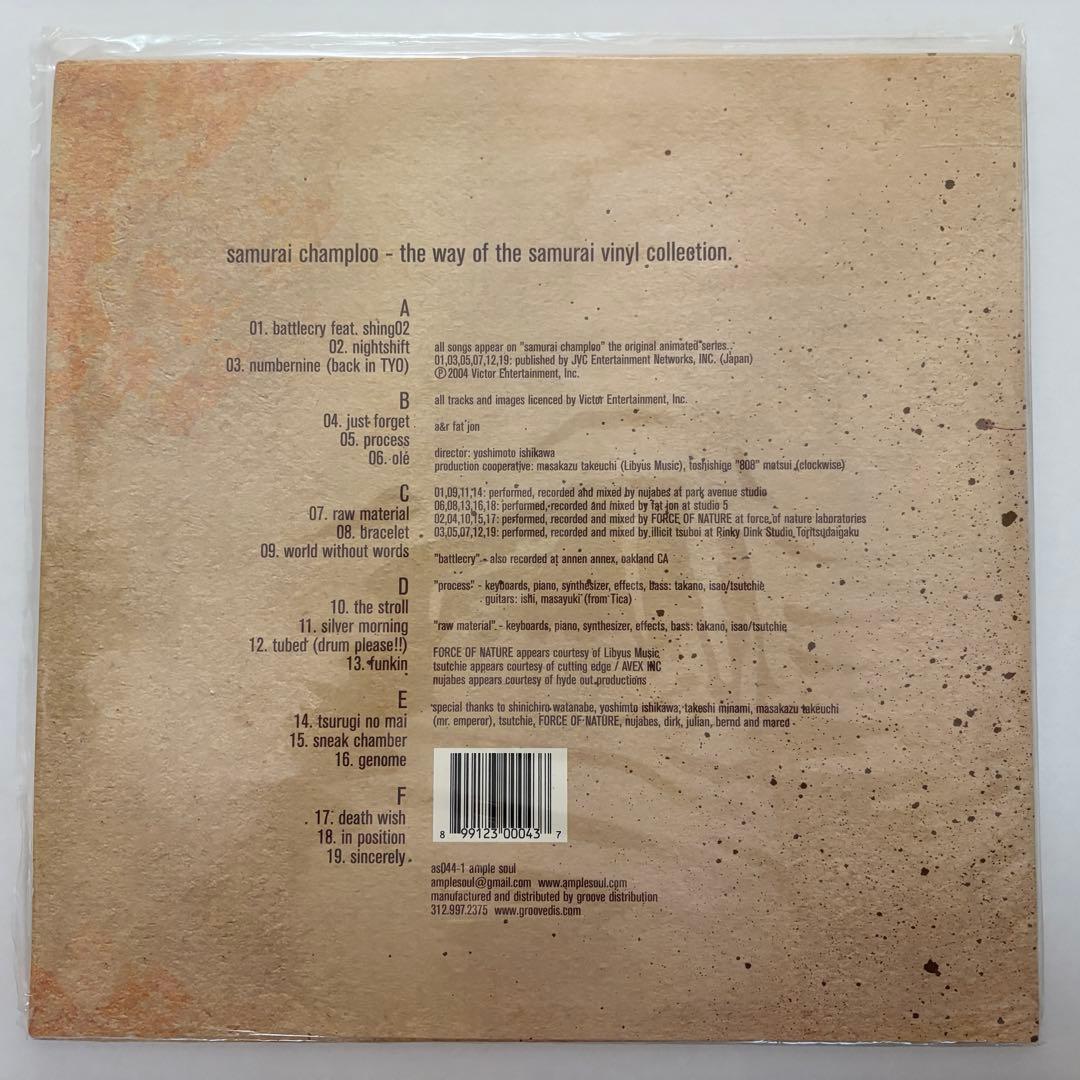 samurai champloo - the way of the samurai vinyl collection.
A
01. battlecry feat. shing02
02. nightshift
03. numbernine (back in TYO)
B
04. just forget
05. process
06. olé
C
07. raw material
08. bracelet
09. world without words
D
10. the stroll
11. silver morning
12. tubed (drum please!!)
13. funkin
E
14. tsurugi no mai
15. sneak chamber
16. genome
F
17. death wish
18. in position
19. sincerely
all songs appear on "samurai champloo" the original animated series.
01,03,05,07,12,19: published by JVC Entertainment Networks, INC. (Japan)
℗2004 Victor Entertainment, Inc.
all tracks and images licenced by Victor Entertainment, Inc.
a&r fat jon
director: yoshimoto ishikawa
production cooperative: masakazu takeuchi (Libyus Music), toshishige "808" matsui (clockwise)
01,09,11,14: performed, recorded and mixed by nujabes at park avenue studio
06,08,13,16,18: performed, recorded and mixed by fat jon at studio 5
02,04,10,15,17: performed, recorded and mixed by FORCE OF NATURE at force of nature laboratories
03,05,07,12,19: performed, recorded and mixed by illicit tsuboi at Rinky Dink Studio Toritsudaigaku
"battlecry" - also recorded at annen annex, oakland CA
"process" - keyboards, piano, synthesizer, effects, bass: takano, isao/tsutchie
guitars: ishi, masayuki (from Tica)
"raw material" - keyboards, piano, synthesizer, effects, bass: takano, isao/tsutchie
FORCE OF NATURE appears courtesy of Libyus Music
tsutchie appears courtesy of cutting edge / AVEX INC
nujabes appears courtesy of hyde out productions
special thanks to shinichiro watanabe, yoshimto ishikawa, takeshi minami, masakazu takeuchi
(mr. emperor), tsutchie, FORCE OF NATURE, nujabes, dirk, julian, bernd and marco
8 99123 00043 7
as044-1 ample soul
amplesoul@gmail.com www.amplesoul.com
manufactured and distributed by groove distribution
312.997.2375 www.groovedis.com